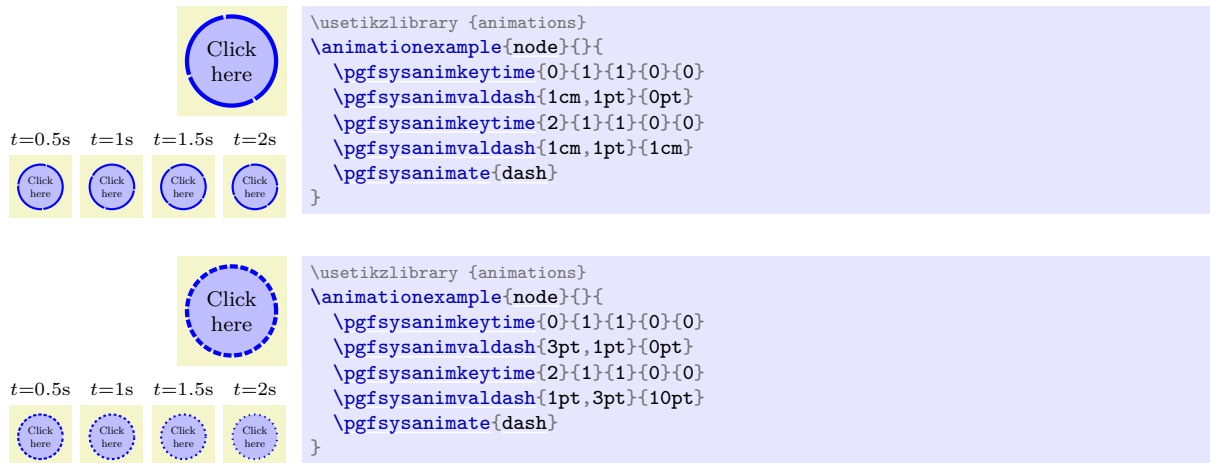 Click
here
t=0.5s t=1s t=1.5s t=2s
Click Click Click Click
here here here here
\usetikzlibrary {animations}
\animationexample{node}{}{
  \pgfsysanimkeytime{0}{1}{1}{0}{0}
  \pgfsysanimvaldash{1cm,1pt}{0pt}
  \pgfsysanimkeytime{2}{1}{1}{0}{0}
  \pgfsysanimvaldash{1cm,1pt}{1cm}
  \pgfsysanimate{dash}
}
Click
here
t=0.5s t=1s t=1.5s t=2s
Click Click Click Click
here here here here
\usetikzlibrary {animations}
\animationexample{node}{}{
  \pgfsysanimkeytime{0}{1}{1}{0}{0}
  \pgfsysanimvaldash{3pt,1pt}{0pt}
  \pgfsysanimkeytime{2}{1}{1}{0}{0}
  \pgfsysanimvaldash{1pt,3pt}{10pt}
  \pgfsysanimate{dash}
}